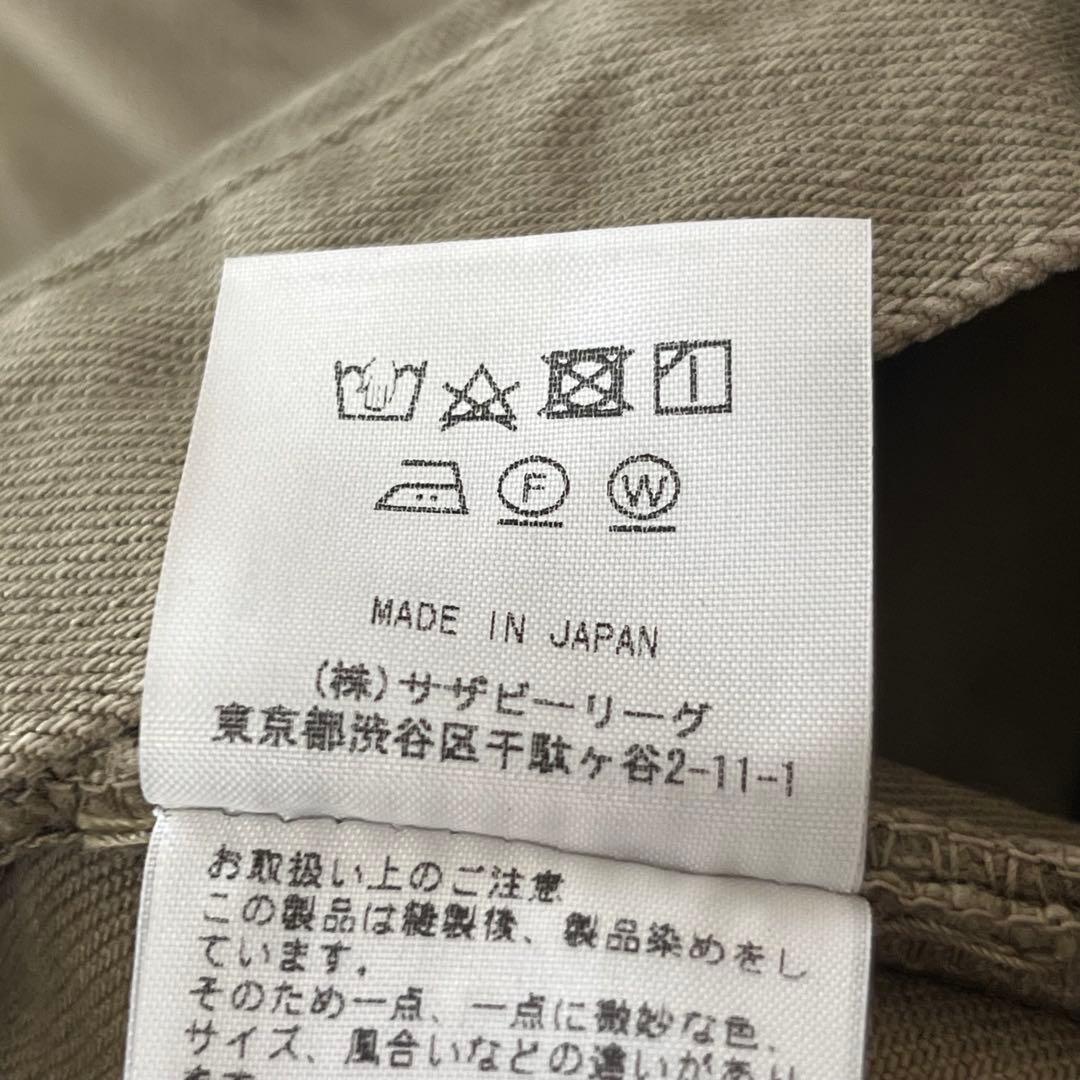 F W
MADE IN JAPAN
(株)サザビーリーグ
東京都渋谷区千駄ヶ谷2-11-1
お取扱い上のご注意
この製品は縫製後、製品染めをし
ています。
そのため一点、一点に微妙な色、
サイズ、風合いなどの違いがあり